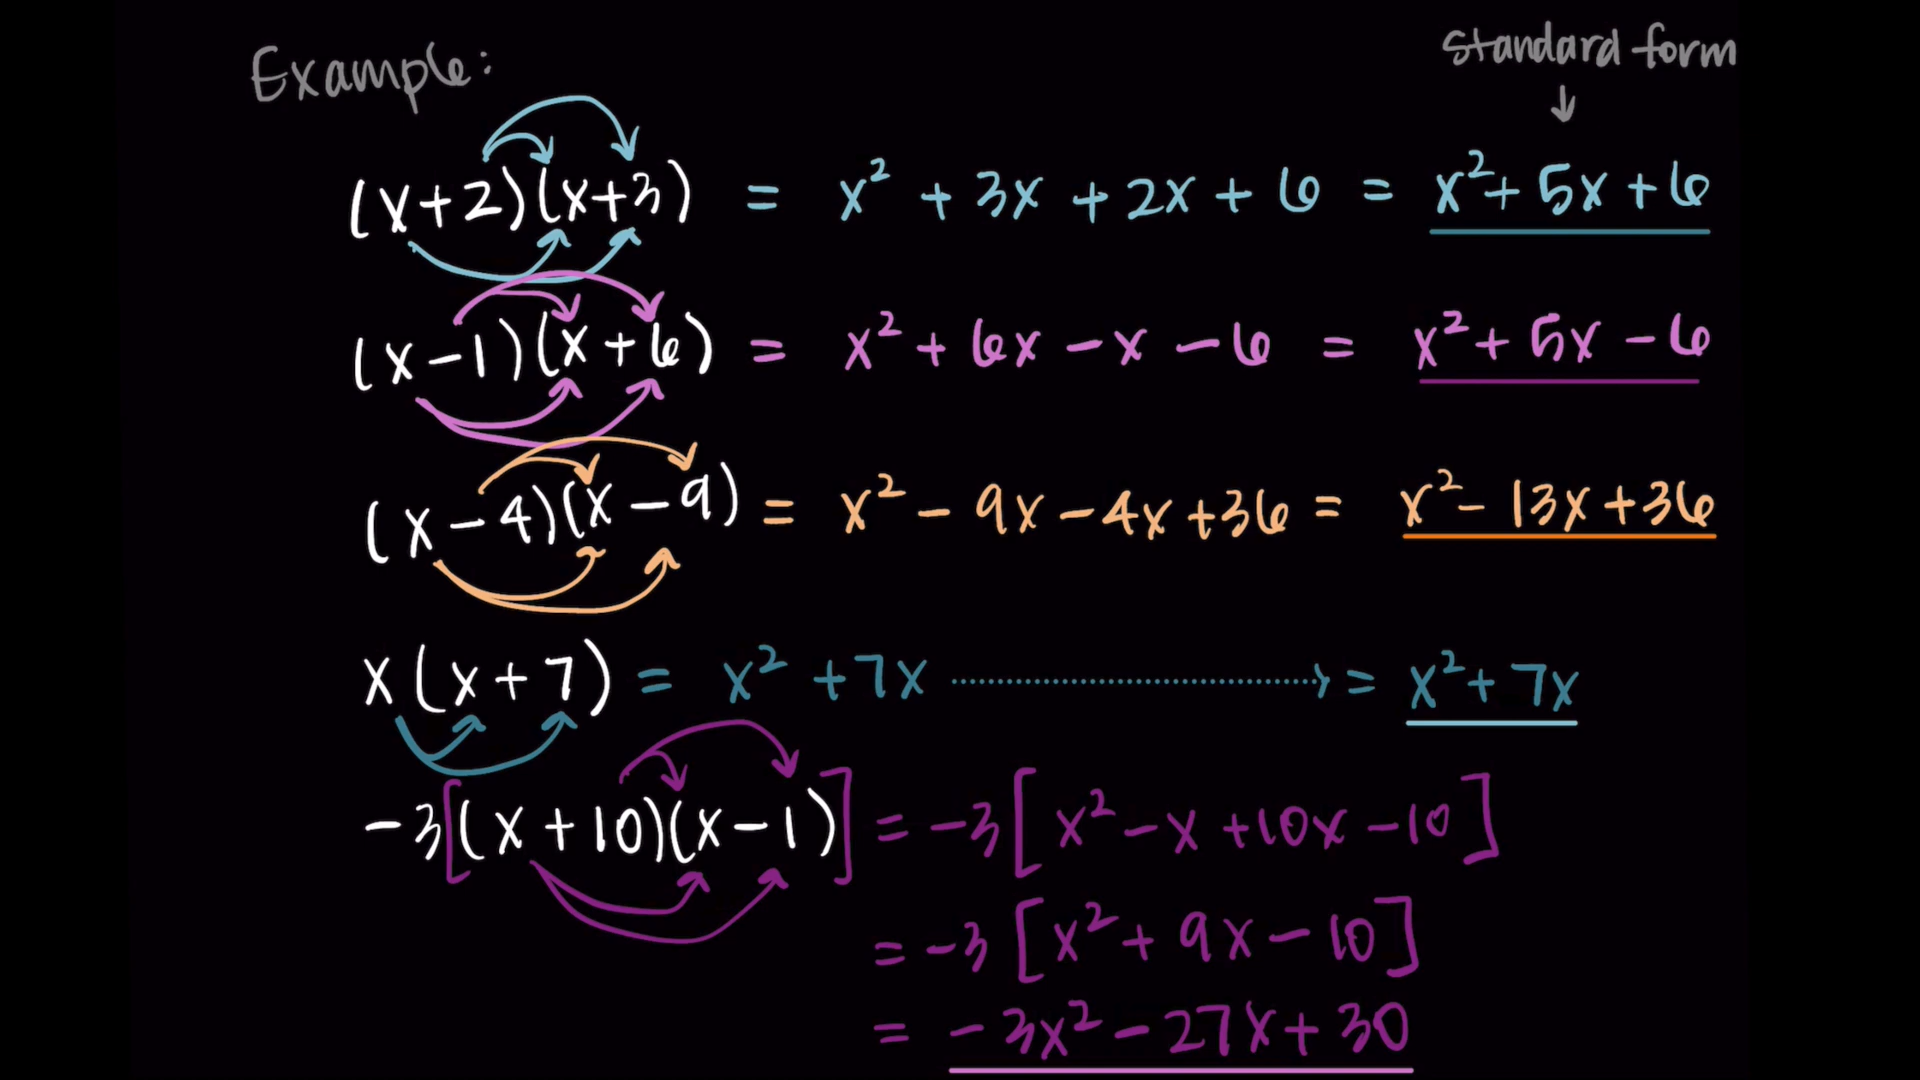 Example:
standard form
↓
(x+2)(x+3) = x² + 3x + 2x + 6 = x² + 5x + 6
(x-1)(x+6) = x² + 6x - x - 6 = x² + 5x - 6
(x-4)(x-9) = x² - 9x - 4x + 36 = x² - 13x + 36
x(x+7) = x² + 7x ⋯→ = x² + 7x
-3[(x+10)(x-1)] = -3[x² - x + 10x - 10]
= -3[x² + 9x - 10]
= -3x² - 27x + 30